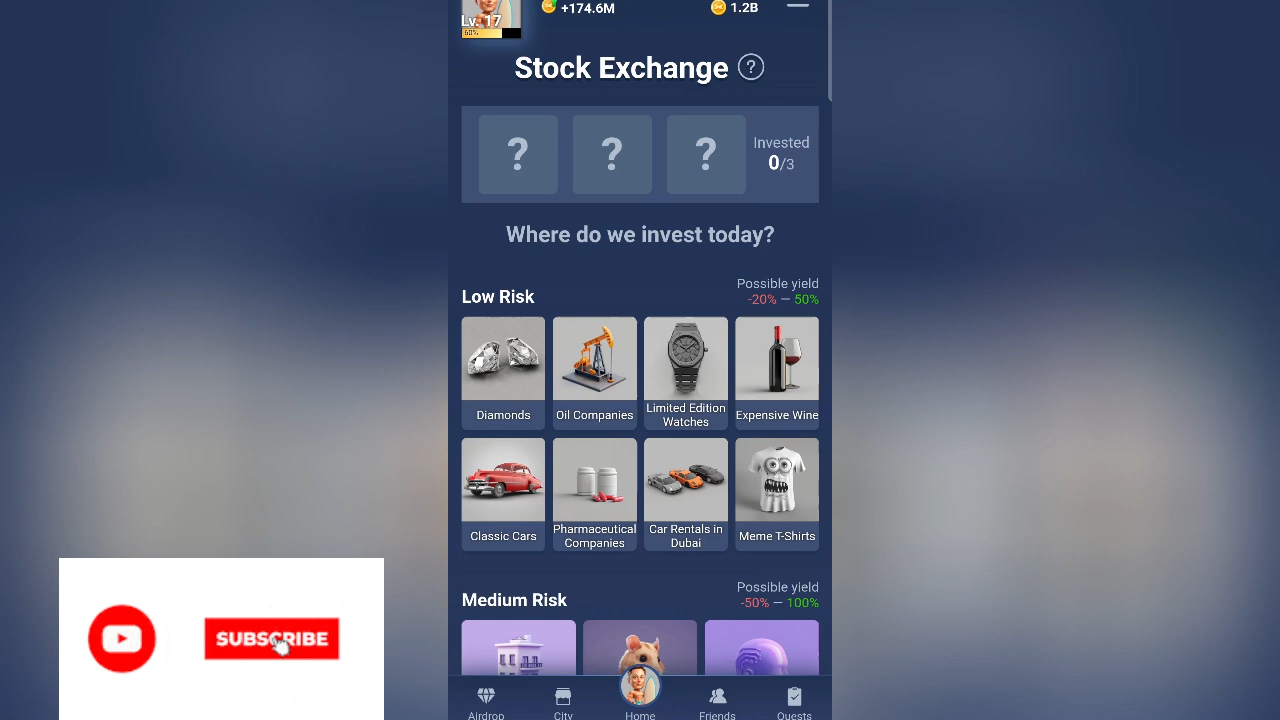 Lv. 17
60%
+174.6M
1.2B
Stock Exchange ?
? ? ?
Invested
0/3
Where do we invest today?
Low Risk
Possible yield
-20% — 50%
Diamonds
Oil Companies
Limited Edition
Watches
Expensive Wine
Classic Cars
Pharmaceutical
Companies
Car Rentals in
Dubai
Meme T-Shirts
Medium Risk
Possible yield
-50% — 100%
SUBSCRIBE
Airdrop
City
Home
Friends
Quests